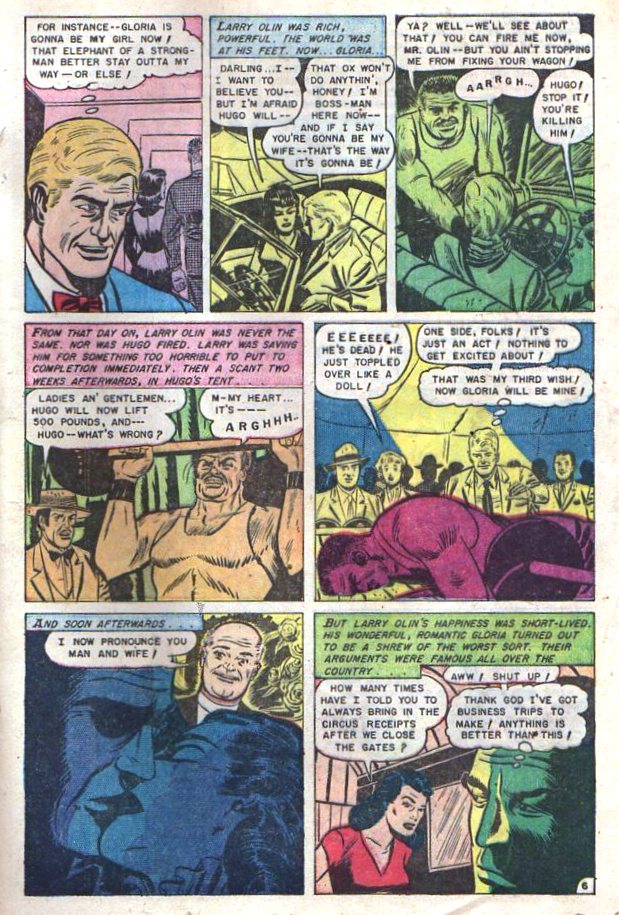 FOR INSTANCE--GLORIA IS
GONNA BE MY GIRL NOW!
THAT ELEPHANT OF A STRONG-
MAN BETTER STAY OUTTA MY
WAY--OR ELSE!
LARRY OLIN WAS RICH,
POWERFUL. THE WORLD WAS
AT HIS FEET. NOW...GLORIA...
DARLING...I--
I WANT TO
BELIEVE YOU--
BUT I'M AFRAID
HUGO WILL--
THAT OX WON'T
DO ANYTHIN',
HONEY! I'M
BOSS-MAN
HERE NOW--
AND IF I SAY
YOU'RE GONNA BE MY
WIFE--THAT'S THE WAY
IT'S GONNA BE!
YA? WELL--WE'LL SEE ABOUT
THAT! YOU CAN FIRE ME NOW,
MR. OLIN--BUT YOU AIN'T STOPPING
ME FROM FIXING YOUR WAGON!
AARRGH...
HUGO!
STOP IT!
YOU'RE
KILLING
HIM!
FROM THAT DAY ON, LARRY OLIN WAS NEVER THE
SAME. NOR WAS HUGO FIRED. LARRY WAS SAVING
HIM FOR SOMETHING TOO HORRIBLE TO PUT TO
COMPLETION IMMEDIATELY. THEN A SCANT TWO
WEEKS AFTERWARDS, IN HUGO'S TENT....
LADIES AN' GENTLEMEN...
HUGO WILL NOW LIFT
500 POUNDS, AND---
HUGO--WHAT'S WRONG?
M-MY HEART...
IT'S----
ARGHHH..
EEEEEEE!
HE'S DEAD! HE
JUST TOPPLED
OVER LIKE A
DOLL!
ONE SIDE, FOLKS! IT'S
JUST AN ACT! NOTHING TO
GET EXCITED ABOUT!
THAT WAS MY THIRD WISH!
NOW GLORIA WILL BE MINE!
AND SOON AFTERWARDS....
I NOW PRONOUNCE YOU
MAN AND WIFE!
BUT LARRY OLIN'S HAPPINESS WAS SHORT-LIVED.
HIS WONDERFUL, ROMANTIC GLORIA TURNED OUT
TO BE A SHREW OF THE WORST SORT. THEIR
ARGUMENTS WERE FAMOUS ALL OVER THE
COUNTRY....
HOW MANY TIMES
HAVE I TOLD YOU TO
ALWAYS BRING IN THE
CIRCUS RECEIPTS
AFTER WE CLOSE
THE GATES?
AWW! SHUT UP!
THANK GOD I'VE GOT
BUSINESS TRIPS TO
MAKE! ANYTHING IS
BETTER THAN THIS!
6